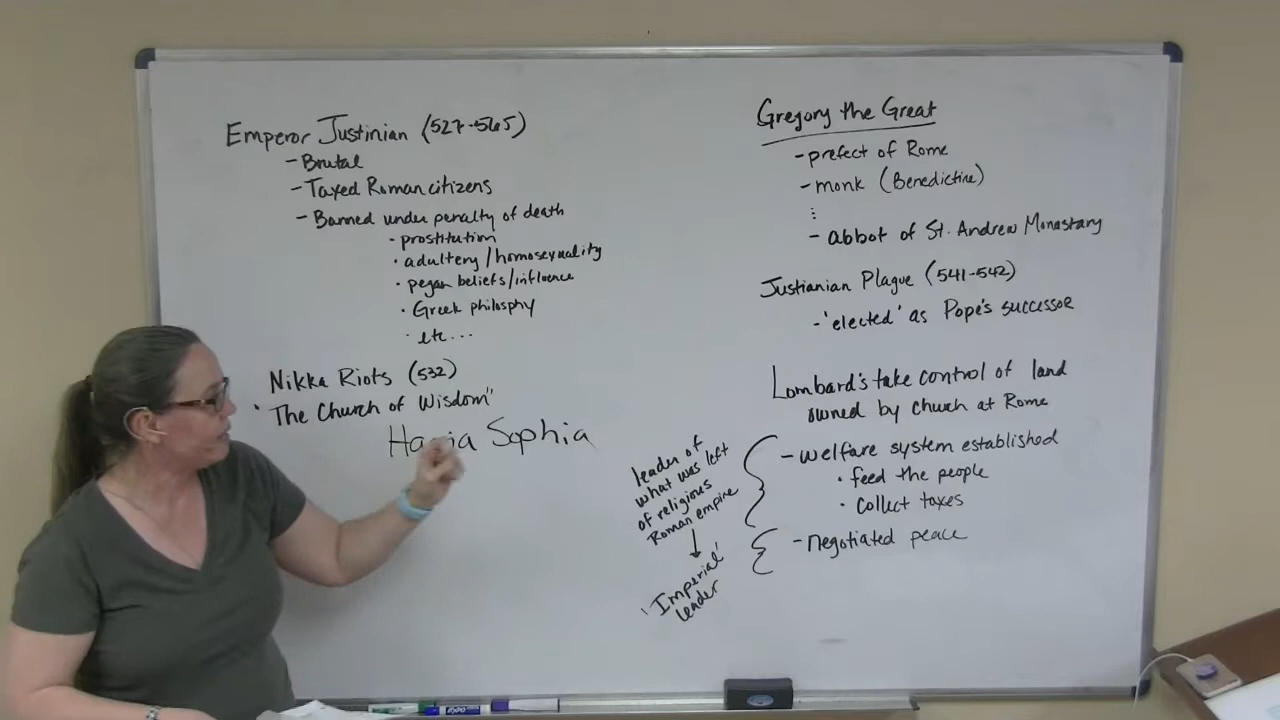 Emperor Justinian (527-565)
- Brutal
- Taxed Roman citizens
- Banned under penalty of death
· prostitution
· adultery/homosexuality
· pegan beliefs/influence
· Greek philosphy
· etc...
Nikka Riots (532)
"The Church of Wisdom"
Hagia Sophia
Gregory the Great
- prefect of Rome
- monk (Benedictine)
⋮
- abbot of St. Andrew Monastary
Justianian Plague (541-542)
- 'elected' as Pope's successor
Lombard's take control of land
owned by church at Rome
- welfare system established
· feed the people
· collect taxes
- negotiated peace
leader of
what was left
of religious
Roman empire
↓
'Imperial'
leader
EXPO